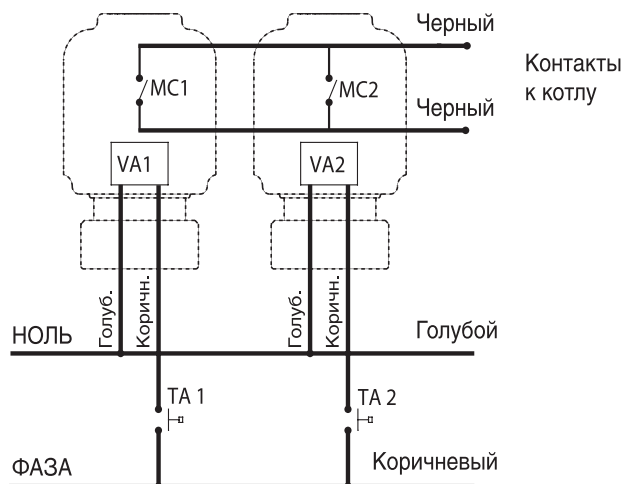 Черный
Контакты
к котлу
MC1
MC2
Черный
VA1
VA2
Голуб.
Коричн.
Голуб.
Коричн.
НОЛЬ
Голубой
TA 1
TA 2
ФАЗА
Коричневый